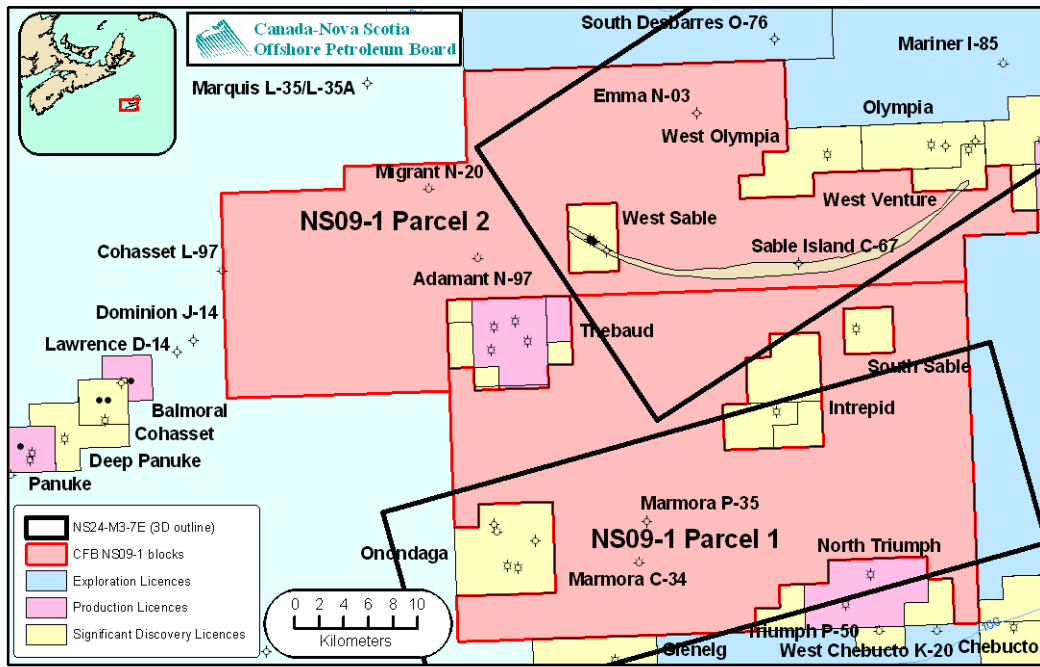 Canada-Nova Scotia
Offshore Petroleum Board
South Desbarres O-76
Mariner I-85
Marquis L-35/L-35A
Emma N-03
Olympia
West Olympia
Migrant N-20
NS09-1 Parcel 2
West Sable
West Venture
Cohasset L-97
Sable Island C-67
Adamant N-97
Dominion J-14
Thebaud
Lawrence D-14
South Sable
Balmoral
Intrepid
Cohasset
Deep Panuke
Panuke
Marmora P-35
NS09-1 Parcel 1
Onondaga
North Triumph
Marmora C-34
NS24-M3-7E (3D outline)
CFB NS09-1 blocks
Exploration Licences
Production Licences
Significant Discovery Licences
0 2 4 6 8 10
Kilometers
Triumph P-50
100
Glenelg
West Chebucto K-20
Chebucto